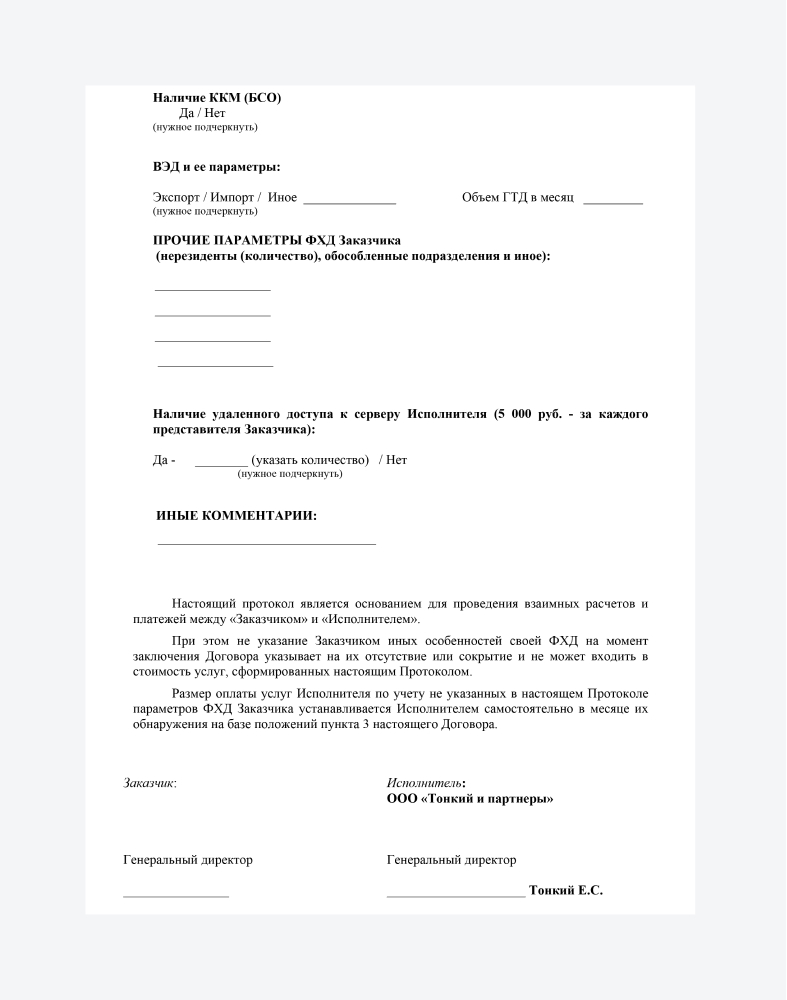 Наличие ККМ (БСО)
Да / Нет
(нужное подчеркнуть)
ВЭД и ее параметры:
Экспорт / Импорт / Иное ______________ Объем ГТД в месяц _________
(нужное подчеркнуть)
ПРОЧИЕ ПАРАМЕТРЫ ФХД Заказчика
(нерезиденты (количество), обособленные подразделения и иное):
__________________
__________________
__________________
__________________
Наличие удаленного доступа к серверу Исполнителя (5 000 руб. - за каждого
представителя Заказчика):
Да - ________ (указать количество) / Нет
(нужное подчеркнуть)
ИНЫЕ КОММЕНТАРИИ:
__________________________________
Настоящий протокол является основанием для проведения взаимных расчетов и
платежей между «Заказчиком» и «Исполнителем».
При этом не указание Заказчиком иных особенностей своей ФХД на момент
заключения Договора указывает на их отсутствие или сокрытие и не может входить в
стоимость услуг, сформированных настоящим Протоколом.
Размер оплаты услуг Исполнителя по учету не указанных в настоящем Протоколе
параметров ФХД Заказчика устанавливается Исполнителем самостоятельно в месяце их
обнаружения на базе положений пункта 3 настоящего Договора.
Заказчик: Исполнитель:
ООО «Тонкий и партнеры»
Генеральный директор Генеральный директор
________________ _____________________ Тонкий Е.С.